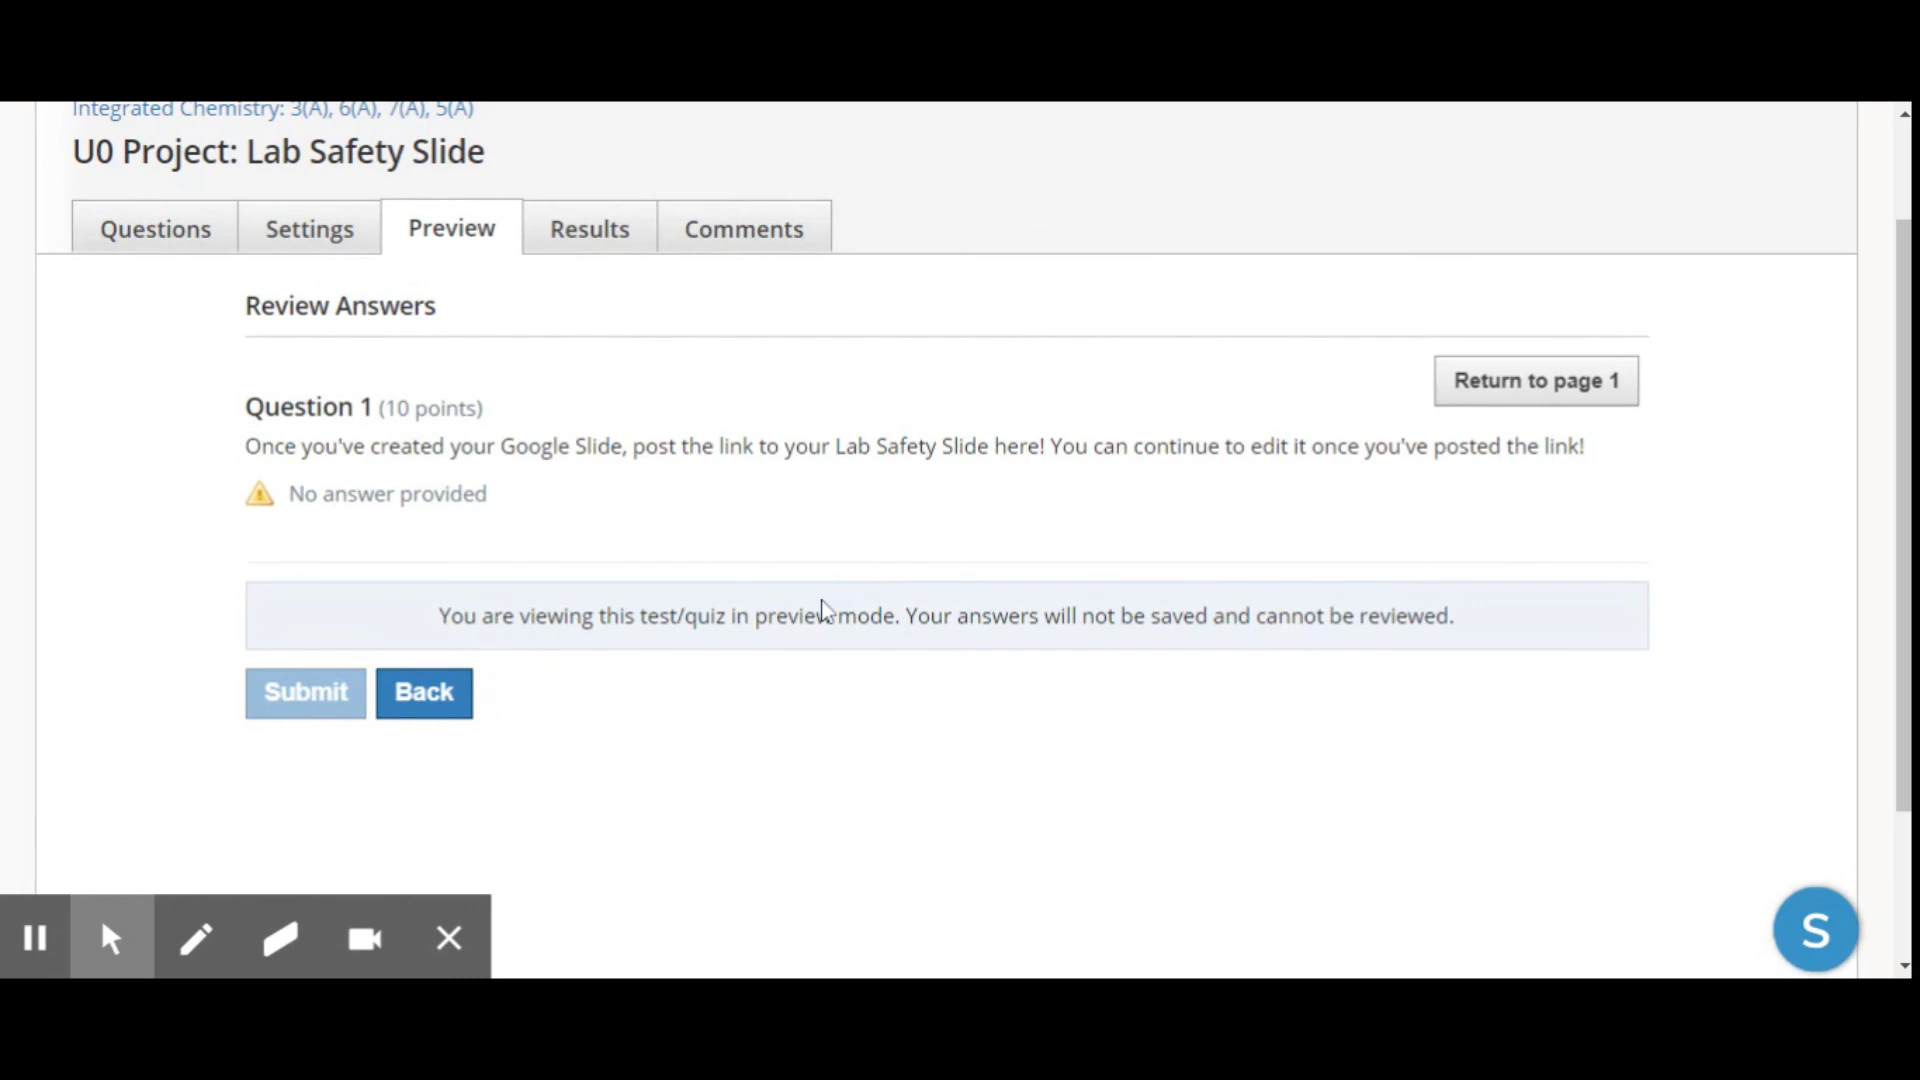 Integrated Chemistry: 3(A), 6(A), 7(A), 5(A)
U0 Project: Lab Safety Slide
Questions Settings Preview Results Comments
Review Answers
Return to page 1
Question 1 (10 points)
Once you've created your Google Slide, post the link to your Lab Safety Slide here! You can continue to edit it once you've posted the link!
No answer provided
You are viewing this test/quiz in preview mode. Your answers will not be saved and cannot be reviewed.
Submit Back
S